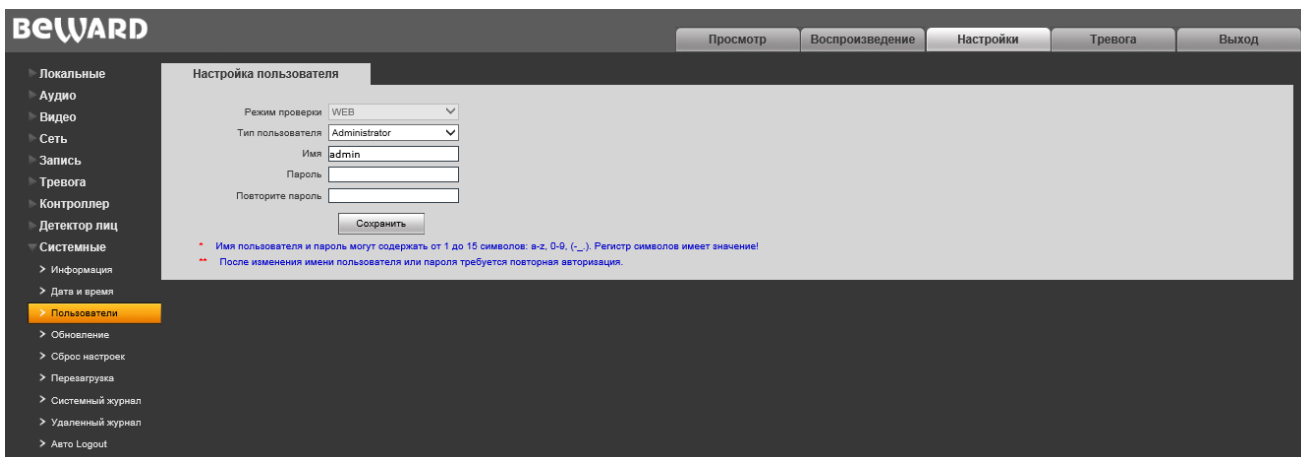 BEWARD
Просмотр Воспроизведение Настройки Тревога Выход
Локальные
Аудио
Видео
Сеть
Запись
Тревога
Контроллер
Детектор лиц
Системные
> Информация
> Дата и время
> Пользователи
> Обновление
> Сброс настроек
> Перезагрузка
> Системный журнал
> Удаленный журнал
> Авто Logout
Настройка пользователя
Режим проверки WEB
Тип пользователя Administrator
Имя admin
Пароль
Повторите пароль
Сохранить
* Имя пользователя и пароль могут содержать от 1 до 15 символов: a-z, 0-9, (-_.). Регистр символов имеет значение!
** После изменения имени пользователя или пароля требуется повторная авторизация.